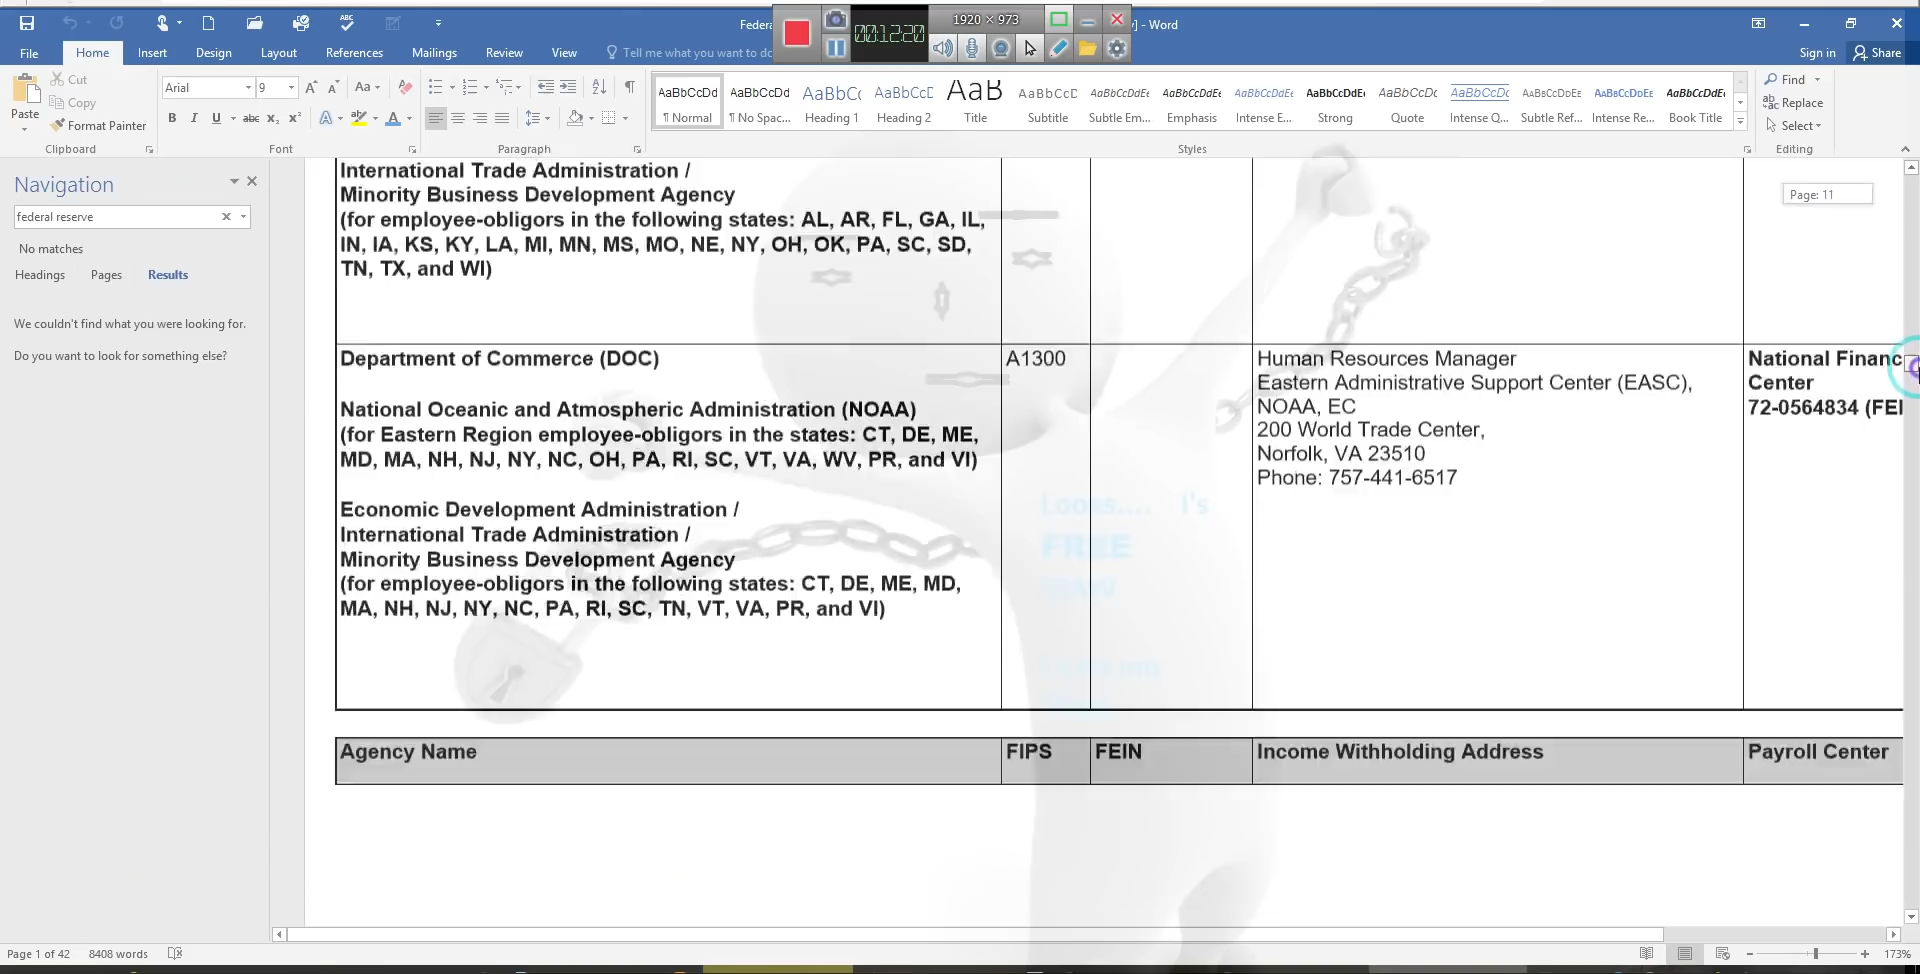 Federa
1920 × 973
00:12:20
] - Word
File
Home
Insert
Design
Layout
References
Mailings
Review
View
Tell me what you want to do
Sign in
Share
Cut
Copy
Format Painter
Paste
Clipboard
Arial
9
Font
Paragraph
AaBbCcDd
¶ Normal
AaBbCcDd
¶ No Spac...
AaBbCc
Heading 1
AaBbCcD
Heading 2
AaB
Title
AaBbCcD
Subtitle
AaBbCcDdEe
Subtle Em...
AaBbCcDdEe
Emphasis
AaBbCcDdEe
Intense E...
AaBbCcDdE
Strong
AaBbCcDd
Quote
AaBbCcDd
Intense Q...
AaBbCcDdEe
Subtle Ref...
AaBbCcDdEe
Intense Re...
AaBbCcDdEe
Book Title
Styles
Find
Replace
Select
Editing
Navigation
federal reserve
No matches
Headings
Pages
Results
We couldn't find what you were looking for.
Do you want to look for something else?
Page: 11
International Trade Administration /
Minority Business Development Agency
(for employee-obligors in the following states: AL, AR, FL, GA, IL,
IN, IA, KS, KY, LA, MI, MN, MS, MO, NE, NY, OH, OK, PA, SC, SD,
TN, TX, and WI)
Department of Commerce (DOC)
National Oceanic and Atmospheric Administration (NOAA)
(for Eastern Region employee-obligors in the states: CT, DE, ME,
MD, MA, NH, NJ, NY, NC, OH, PA, RI, SC, VT, VA, WV, PR, and VI)
Economic Development Administration /
International Trade Administration /
Minority Business Development Agency
(for employee-obligors in the following states: CT, DE, ME, MD,
MA, NH, NJ, NY, NC, PA, RI, SC, TN, VT, VA, PR, and VI)
A1300
Human Resources Manager
Eastern Administrative Support Center (EASC),
NOAA, EC
200 World Trade Center,
Norfolk, VA 23510
Phone: 757-441-6517
National Financ
Center
72-0564834 (FEI
FREE
Agency Name
FIPS
FEIN
Income Withholding Address
Payroll Center
Page 1 of 42
8408 words
173%